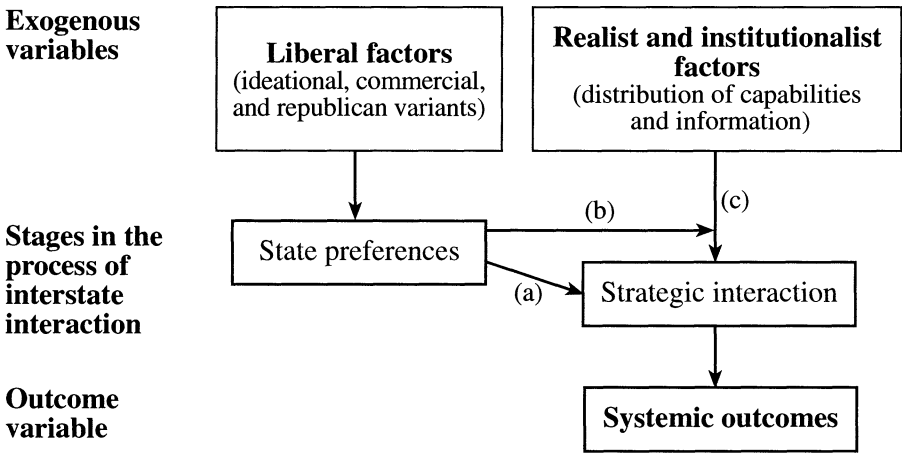 Exogenous
variables
Liberal factors
(ideational, commercial,
and republican variants)
Realist and institutionalist
factors
(distribution of capabilities
and information)
(b)
(c)
Stages in the
process of
interstate
interaction
State preferences
(a)
Strategic interaction
Outcome
variable
Systemic outcomes